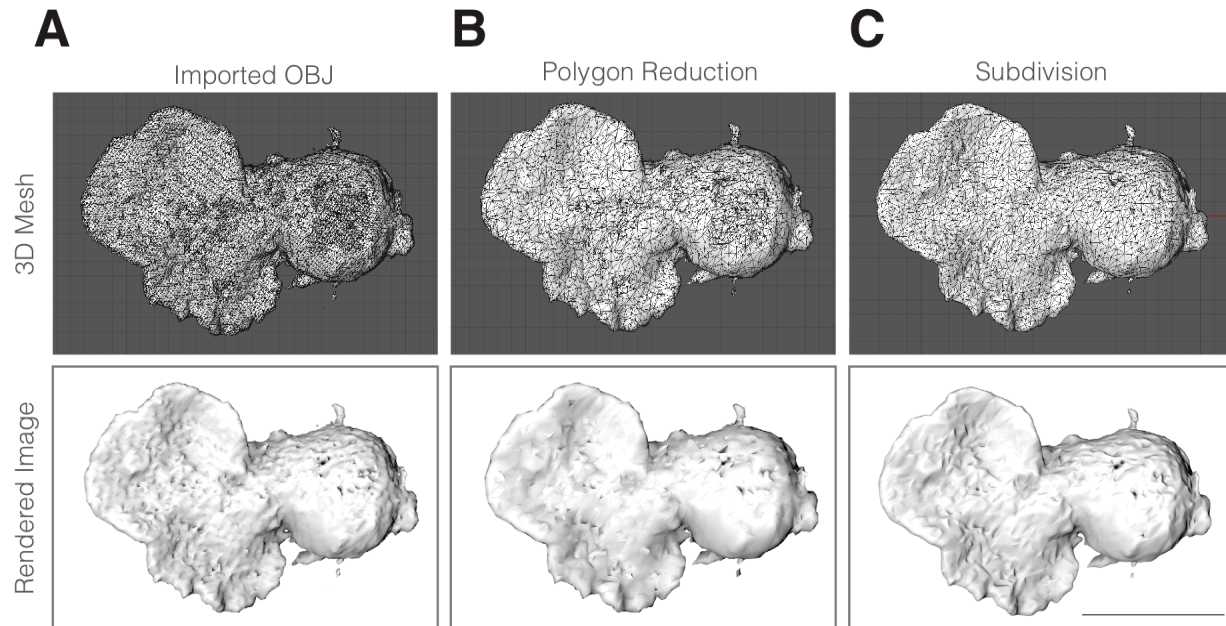 A
B
C
Imported OBJ
Polygon Reduction
Subdivision
3D Mesh
Rendered Image